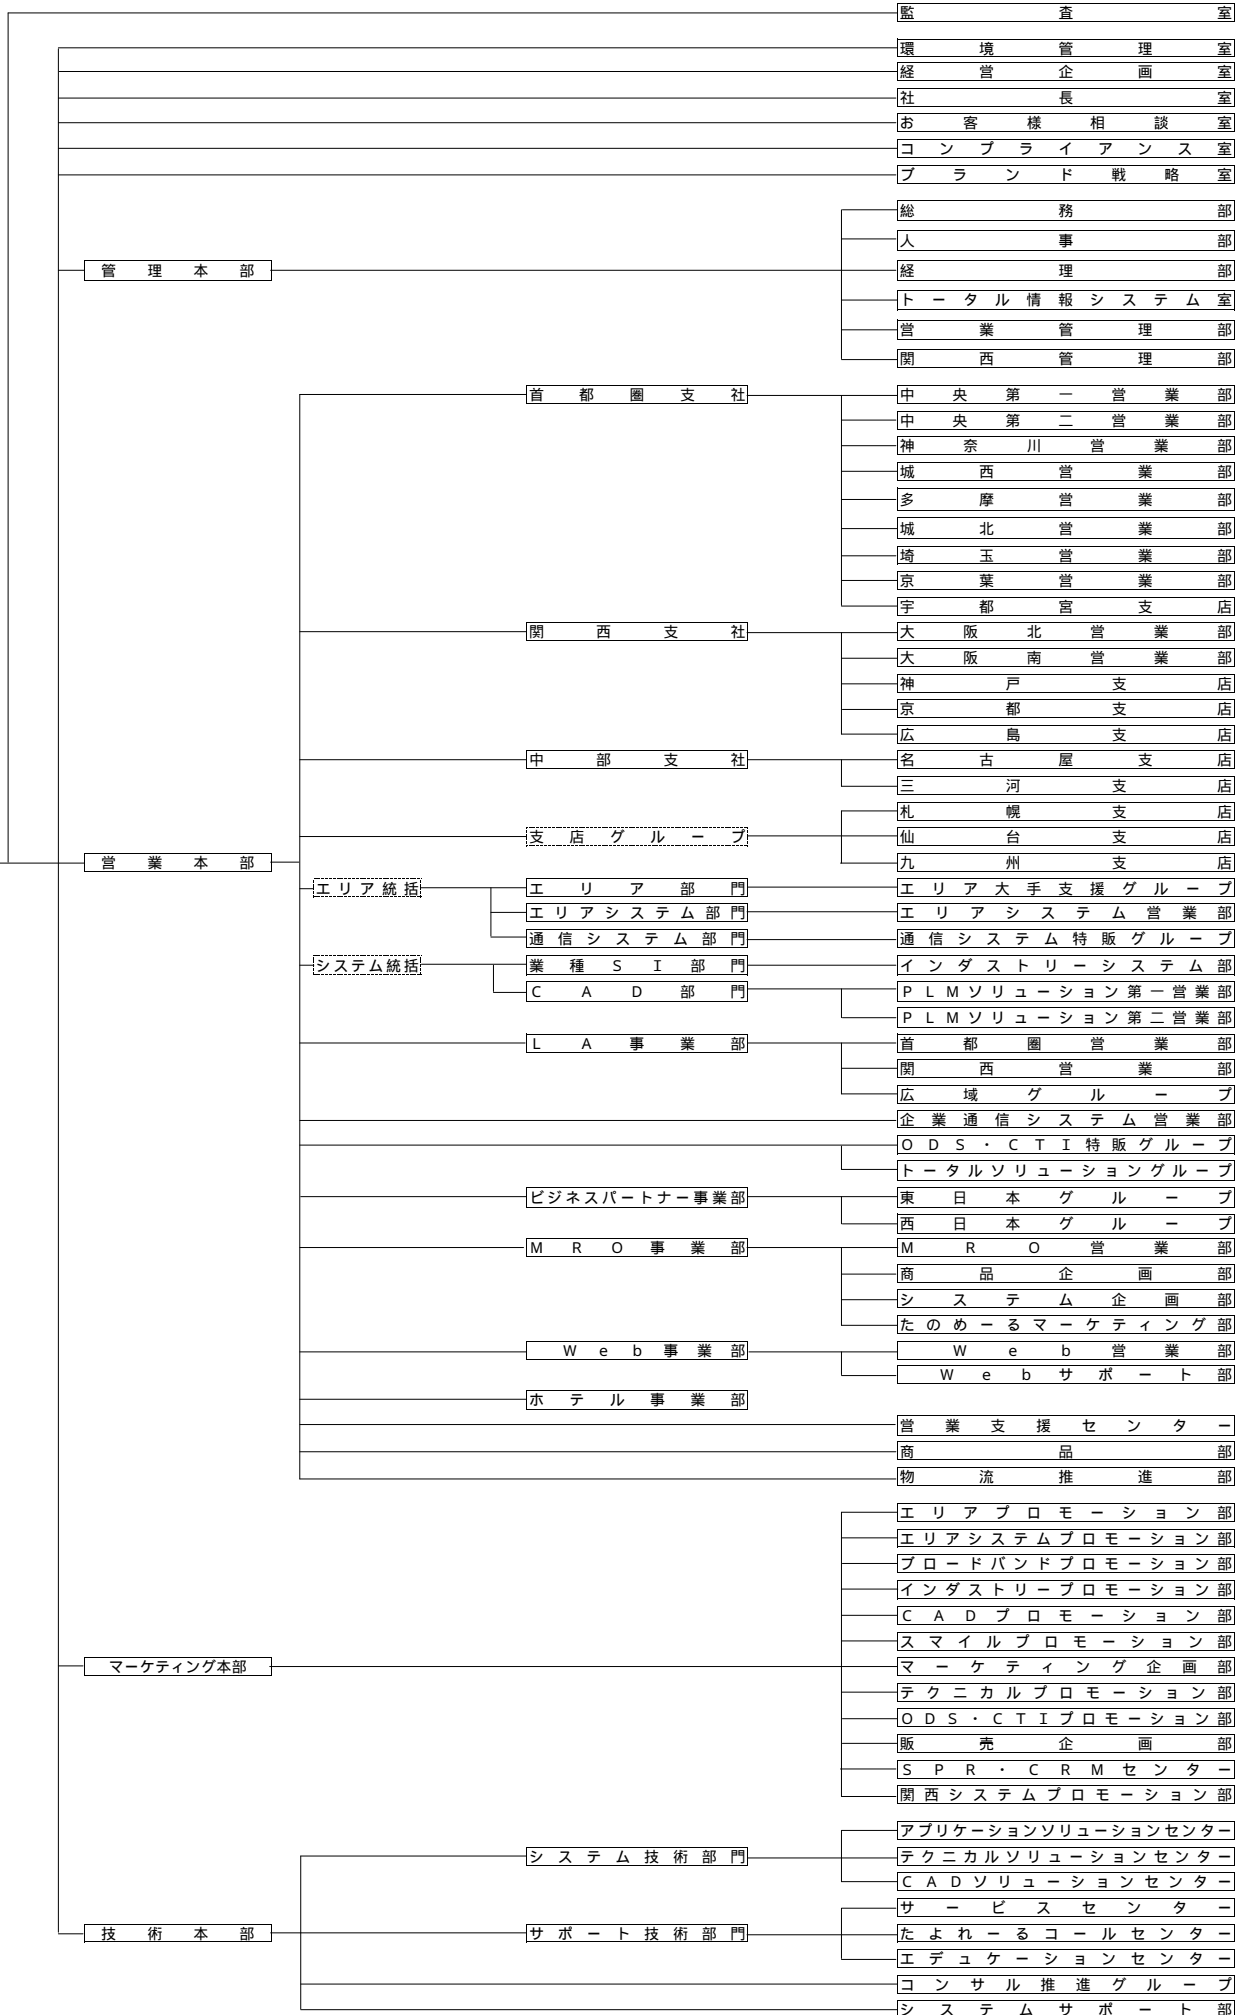 監査室
環境管理室
経営企画室
社長室
お客様相談室
コンプライアンス室
ブランド戦略室
総務部
人事部
管理本部 経理部
トータル情報システム室
営業管理部
関西管理部
首都圏支社 中央第一営業部
中央第二営業部
神奈川営業部
城西営業部
多摩営業部
城北営業部
埼玉営業部
京葉営業部
宇都宮支店
関西支社 大阪北営業部
大阪南営業部
神戸支店
京都支店
広島支店
中部支社 名古屋支店
三河支店
札幌支店
支店グループ 仙台支店
営業本部 九州支店
エリア統括 エリア部門 エリア大手支援グループ
エリアシステム部門 エリアシステム営業部
通信システム部門 通信システム特販グループ
システム統括 業種SI部門 インダストリーシステム部
CAD部門 PLMソリューション第一営業部
PLMソリューション第二営業部
LA事業部 首都圏営業部
関西営業部
広域グループ
企業通信システム営業部
ODS・CTI特販グループ
トータルソリューショングループ
ビジネスパートナー事業部 東日本グループ
西日本グループ
MRO事業部 MRO営業部
商品企画部
システム企画部
たのめーるマーケティング部
Web事業部 Web営業部
Webサポート部
ホテル事業部
営業支援センター
商品部
物流推進部
エリアプロモーション部
エリアシステムプロモーション部
ブロードバンドプロモーション部
インダストリープロモーション部
CADプロモーション部
スマイルプロモーション部
マーケティング本部 マーケティング企画部
テクニカルプロモーション部
ODS・CTIプロモーション部
販売企画部
SPR・CRMセンター
関西システムプロモーション部
アプリケーションソリューションセンター
システム技術部門 テクニカルソリューションセンター
CADソリューションセンター
サービスセンター
技術本部 サポート技術部門 たよれーるコールセンター
エデュケーションセンター
コンサル推進グループ
システムサポート部